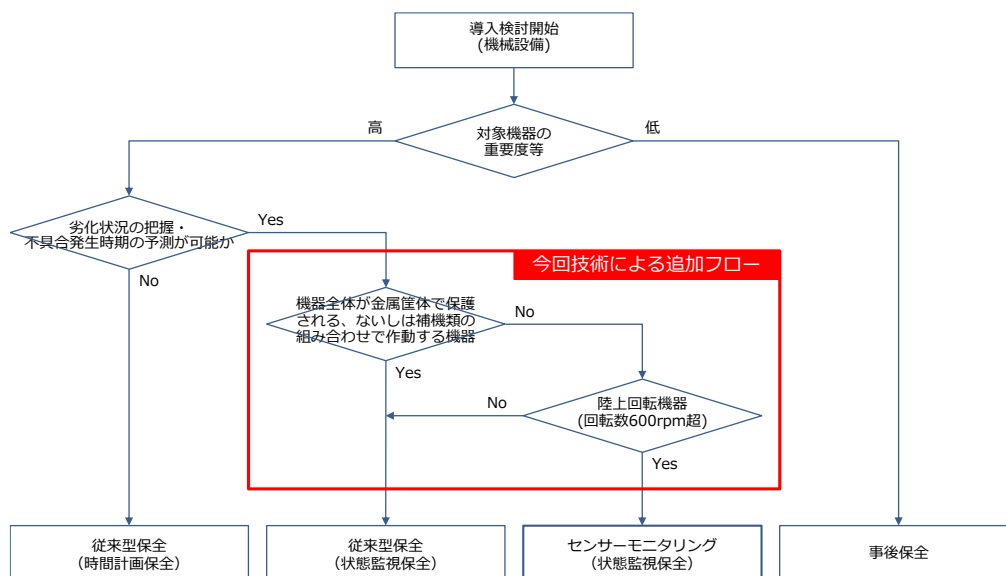 導入検討開始
(機械設備)
高
対象機器の
重要度等
低
劣化状況の把握・
不具合発生時期の予測が可能か
Yes
No
今回技術による追加フロー
機器全体が金属筐体で保護
される、ないしは補機類の
組み合わせで作動する機器
No
Yes
No
陸上回転機器
(回転数600rpm超)
Yes
従来型保全
(時間計画保全)
従来型保全
(状態監視保全)
センサーモニタリング
(状態監視保全)
事後保全